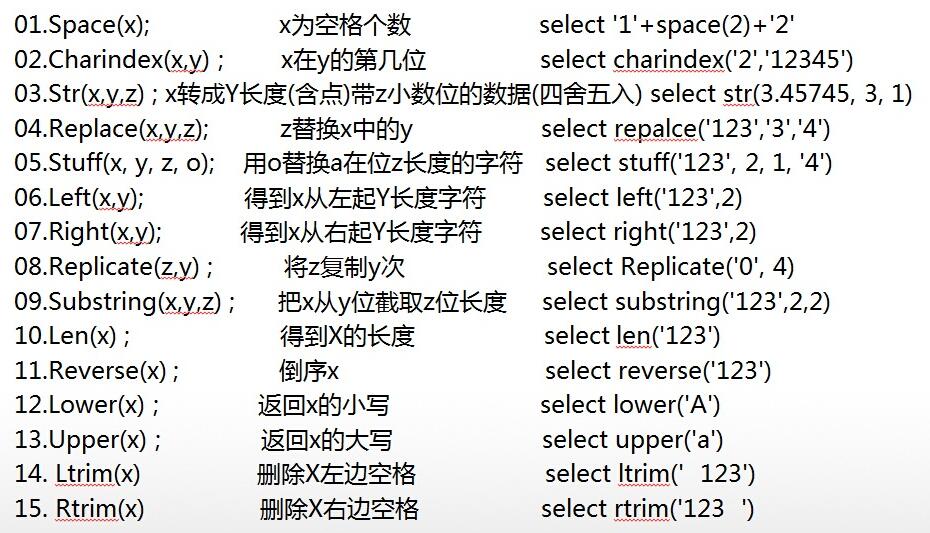 01.Space(x); x为空格个数 select '1'+space(2)+'2'
02.Charindex(x,y) ; x在y的第几位 select charindex('2','12345')
03.Str(x,y,z) ; x转成Y长度(含点)带z小数位的数据(四舍五入) select str(3.45745, 3, 1)
04.Replace(x,y,z); z替换x中的y select repalce('123','3','4')
05.Stuff(x, y, z, o); 用o替换a在位z长度的字符 select stuff('123', 2, 1, '4')
06.Left(x,y); 得到x从左起Y长度字符 select left('123',2)
07.Right(x,y); 得到x从右起Y长度字符 select right('123',2)
08.Replicate(z,y) ; 将z复制y次 select Replicate('0', 4)
09.Substring(x,y,z) ; 把x从y位截取z位长度 select substring('123',2,2)
10.Len(x) ; 得到X的长度 select len('123')
11.Reverse(x) ; 倒序x select reverse('123')
12.Lower(x) ; 返回x的小写 select lower('A')
13.Upper(x) ; 返回x的大写 select upper('a')
14. Ltrim(x) 删除X左边空格 select ltrim('  123')
15. Rtrim(x) 删除X右边空格 select rtrim('123  ')